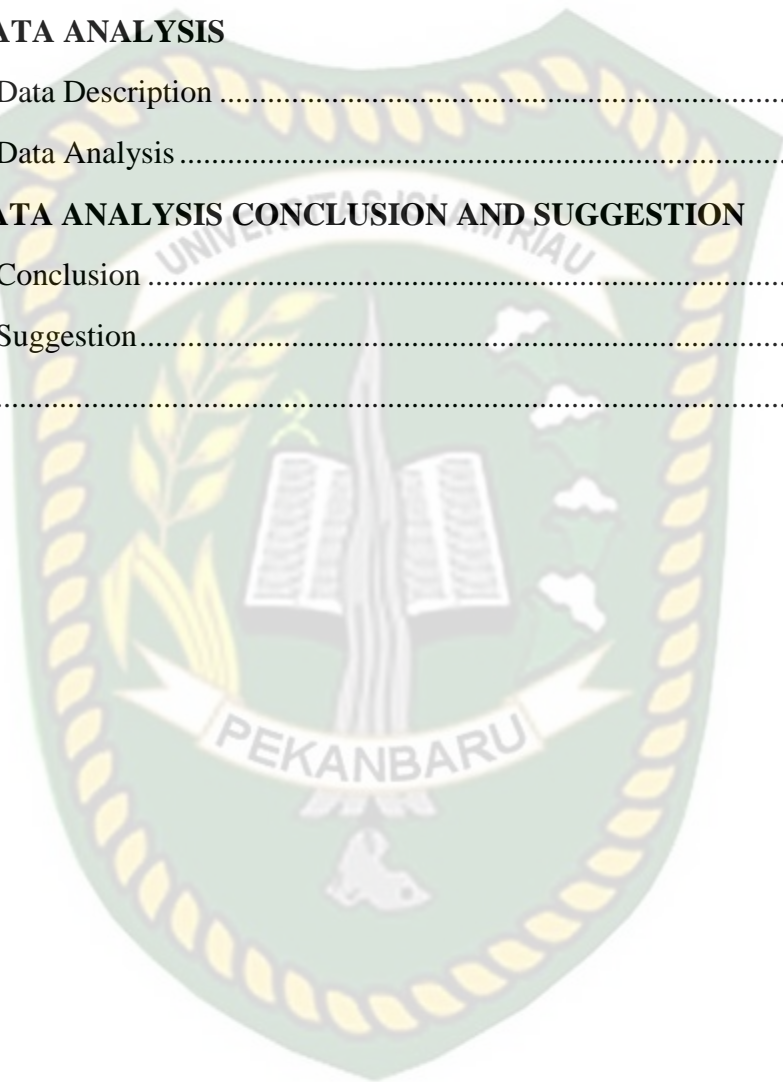 ATA ANALYSIS
Data Description ........................................................................................
Data Analysis ..............................................................................................
ATA ANALYSIS CONCLUSION AND SUGGESTION
Conclusion ...................................................................................................
Suggestion.....................................................................................................
..........................................................................................................................
UNIVERSITAS ISLAM RIAU
PEKANBARU